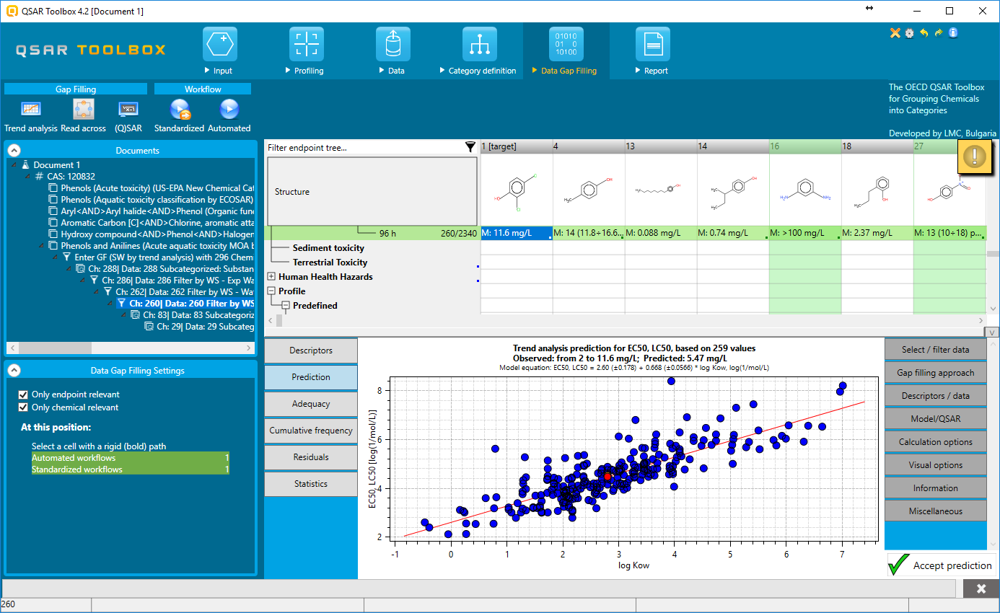 QSAR Toolbox 4.2 [Document 1]
QSAR TOOLBOX
Input
Profiling
Data
Category definition
01010
01 0
10100
Data Gap Filling
Report
Gap Filling
Workflow
Trend analysis
Read across
(Q)SAR
Standardized
Automated
The OECD QSAR Toolbox
for Grouping Chemicals
into Categories
Developed by LMC, Bulgaria
Documents
Document 1
# CAS: 120832
Phenols (Acute toxicity) (US-EPA New Chemical Cat
Phenols (Aquatic toxicity classification by ECOSAR)
Aryl<AND>Aryl halide<AND>Phenol (Organic func
Aromatic Carbon [C]<AND>Chlorine, aromatic atta
Hydroxy compound<AND>Phenol<AND>Halogen
Phenols and Anilines (Acute aquatic toxicity MOA b
Enter GF (SW by trend analysis) with 296 Chemi
Ch: 288| Data: 288 Subcategorized: Substan
Ch: 286| Data: 286 Filter by WS - Exp Wa
Ch: 262| Data: 262 Filter by WS - Wa
Ch: 260| Data: 260 Filter by WS
Ch: 83| Data: 83 Subcategoriz
Ch: 29| Data: 29 Subcateg
Data Gap Filling Settings
Only endpoint relevant
Only chemical relevant
At this position:
Select a cell with a rigid (bold) path
Automated workflows 1
Standardized workflows 1
Filter endpoint tree...
1 [target] 4 13 14 16 18 27
Structure
96 h 260/2340 M: 11.6 mg/L M: 14 (11.8÷16.6... M: 0.088 mg/L M: 0.74 mg/L M: >100 mg/L M: 2.37 mg/L M: 13 (10÷18) p...
Sediment toxicity
Terrestrial Toxicity
Human Health Hazards
Profile
Predefined
Descriptors
Prediction
Adequacy
Cumulative frequency
Residuals
Statistics
Trend analysis prediction for EC50, LC50, based on 259 values
Observed: from 2 to 11.6 mg/L; Predicted: 5.47 mg/L
Model equation: EC50, LC50 = 2.60 (±0.178) + 0.668 (±0.0566) * log Kow, log(1/mol/L)
EC50, LC50 [log(1/mol/L)]
8
6
4
2
-1 0 1 2 3 4 5 6 7
log Kow
Select / filter data
Gap filling approach
Descriptors / data
Model/QSAR
Calculation options
Visual options
Information
Miscellaneous
Accept prediction
260